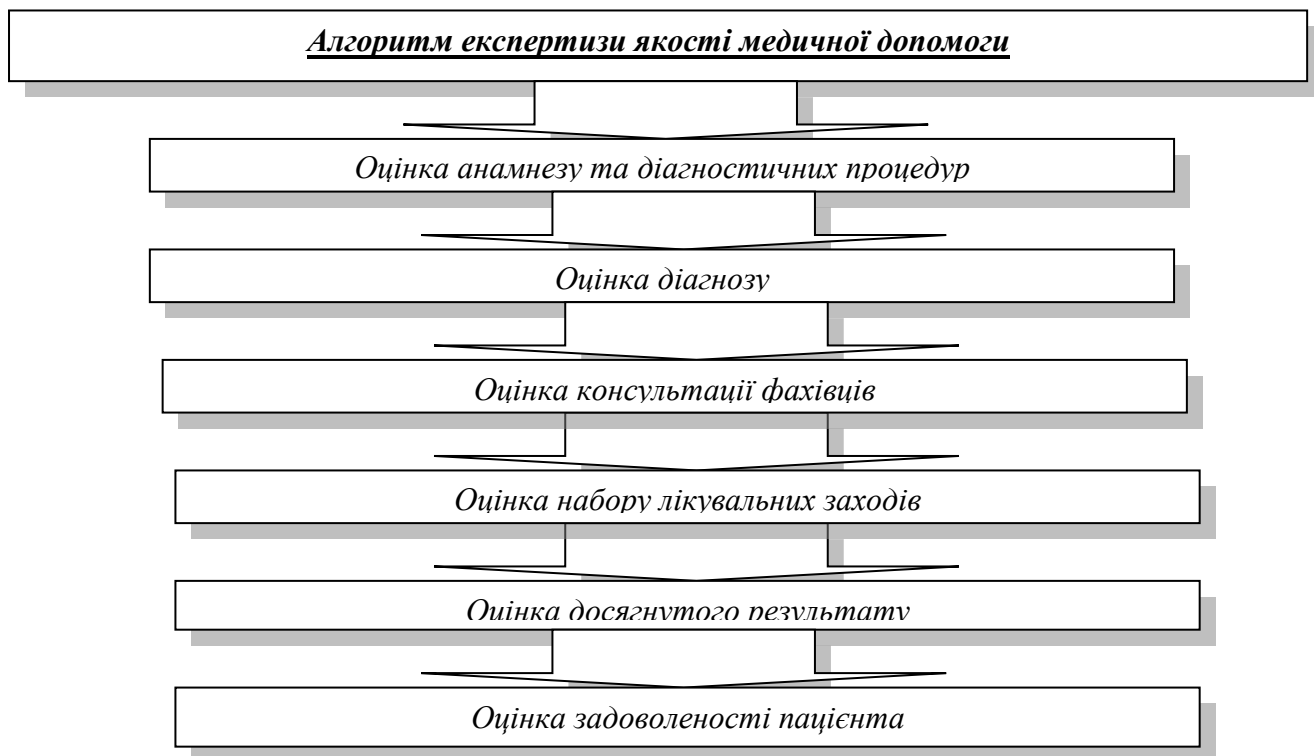 Алгоритм експертизи якості медичної допомоги
Оцінка анамнезу та діагностичних процедур
Оцінка діагнозу
Оцінка консультації фахівців
Оцінка набору лікувальних заходів
Оцінка досягнутого результату
Оцінка задоволеності пацієнта